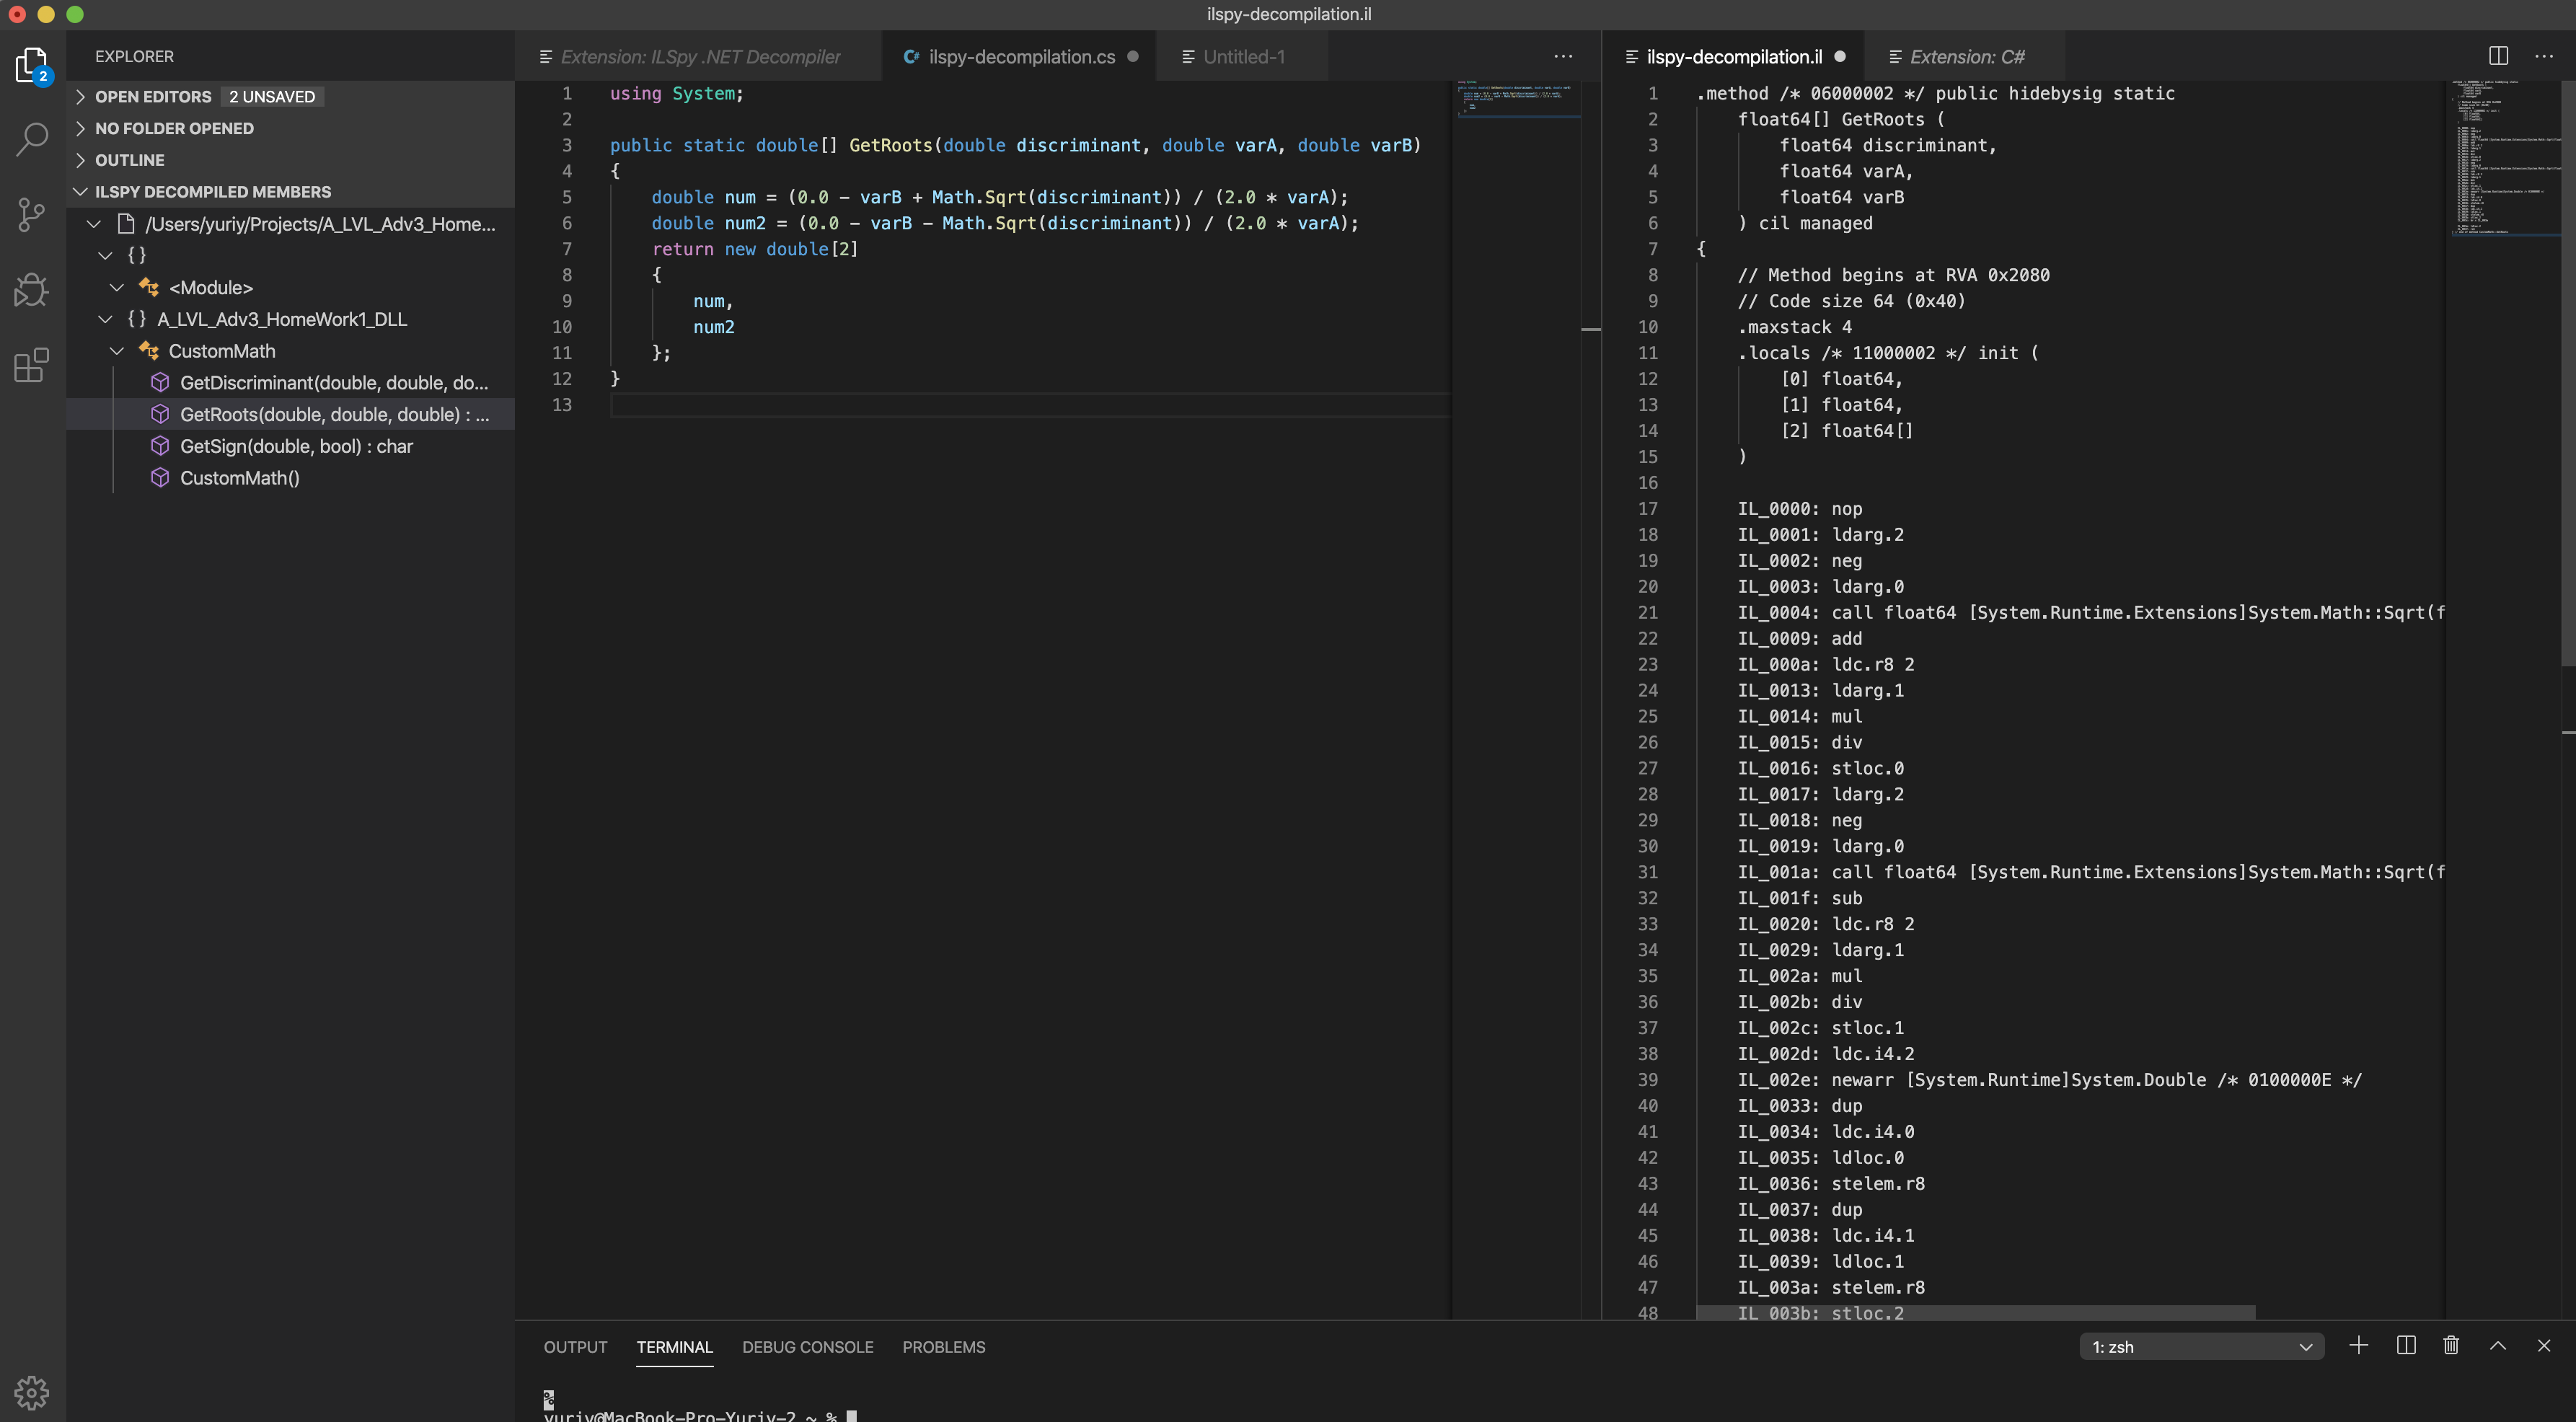 ilspy-decompilation.il
EXPLORER
2
OPEN EDITORS 2 UNSAVED
NO FOLDER OPENED
OUTLINE
ILSPY DECOMPILED MEMBERS
/Users/yuriy/Projects/A_LVL_Adv3_Home...
{}
<Module>
{} A_LVL_Adv3_HomeWork1_DLL
CustomMath
GetDiscriminant(double, double, do...
GetRoots(double, double, double) : ...
GetSign(double, bool) : char
CustomMath()
Extension: ILSpy .NET Decompiler
C# ilspy-decompilation.cs
Untitled-1
...
1 using System;
2
3 public static double[] GetRoots(double discriminant, double varA, double varB)
4 {
5 double num = (0.0 - varB + Math.Sqrt(discriminant)) / (2.0 * varA);
6 double num2 = (0.0 - varB - Math.Sqrt(discriminant)) / (2.0 * varA);
7 return new double[2]
8 {
9 num,
10 num2
11 };
12 }
13
ilspy-decompilation.il
Extension: C#
...
1 .method /* 06000002 */ public hidebysig static
2 float64[] GetRoots (
3 float64 discriminant,
4 float64 varA,
5 float64 varB
6 ) cil managed
7 {
8 // Method begins at RVA 0x2080
9 // Code size 64 (0x40)
10 .maxstack 4
11 .locals /* 11000002 */ init (
12 [0] float64,
13 [1] float64,
14 [2] float64[]
15 )
16
17 IL_0000: nop
18 IL_0001: ldarg.2
19 IL_0002: neg
20 IL_0003: ldarg.0
21 IL_0004: call float64 [System.Runtime.Extensions]System.Math::Sqrt(f
22 IL_0009: add
23 IL_000a: ldc.r8 2
24 IL_0013: ldarg.1
25 IL_0014: mul
26 IL_0015: div
27 IL_0016: stloc.0
28 IL_0017: ldarg.2
29 IL_0018: neg
30 IL_0019: ldarg.0
31 IL_001a: call float64 [System.Runtime.Extensions]System.Math::Sqrt(f
32 IL_001f: sub
33 IL_0020: ldc.r8 2
34 IL_0029: ldarg.1
35 IL_002a: mul
36 IL_002b: div
37 IL_002c: stloc.1
38 IL_002d: ldc.i4.2
39 IL_002e: newarr [System.Runtime]System.Double /* 0100000E */
40 IL_0033: dup
41 IL_0034: ldc.i4.0
42 IL_0035: ldloc.0
43 IL_0036: stelem.r8
44 IL_0037: dup
45 IL_0038: ldc.i4.1
46 IL_0039: ldloc.1
47 IL_003a: stelem.r8
48 IL_003b: stloc.2
OUTPUT TERMINAL DEBUG CONSOLE PROBLEMS
1: zsh
%
yuriy@MacBook-Pro-Yuriy-2 ~ %